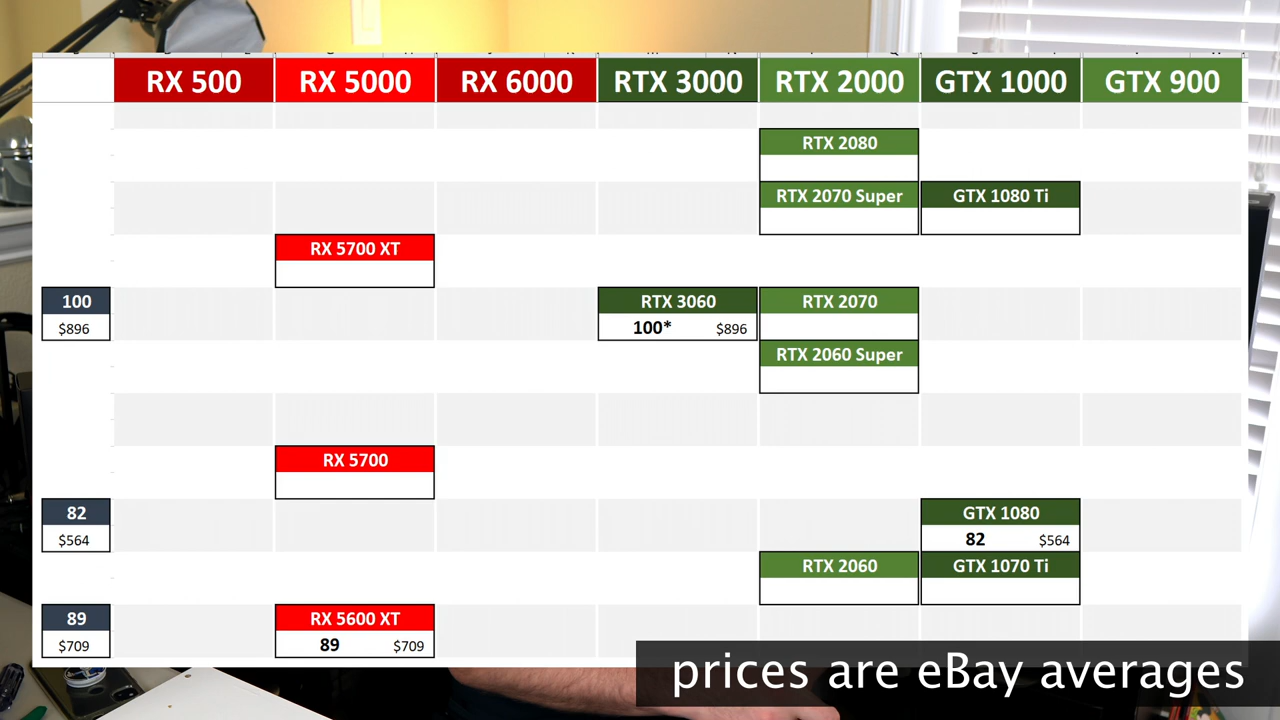 RX 500 RX 5000 RX 6000 RTX 3000 RTX 2000 GTX 1000 GTX 900
RTX 2080
RTX 2070 Super GTX 1080 Ti
RX 5700 XT
100 RTX 3060 RTX 2070
$896 100* $896
RTX 2060 Super
RX 5700
82 GTX 1080
$564 82 $564
RTX 2060 GTX 1070 Ti
89 RX 5600 XT
$709 89 $709
prices are eBay averages